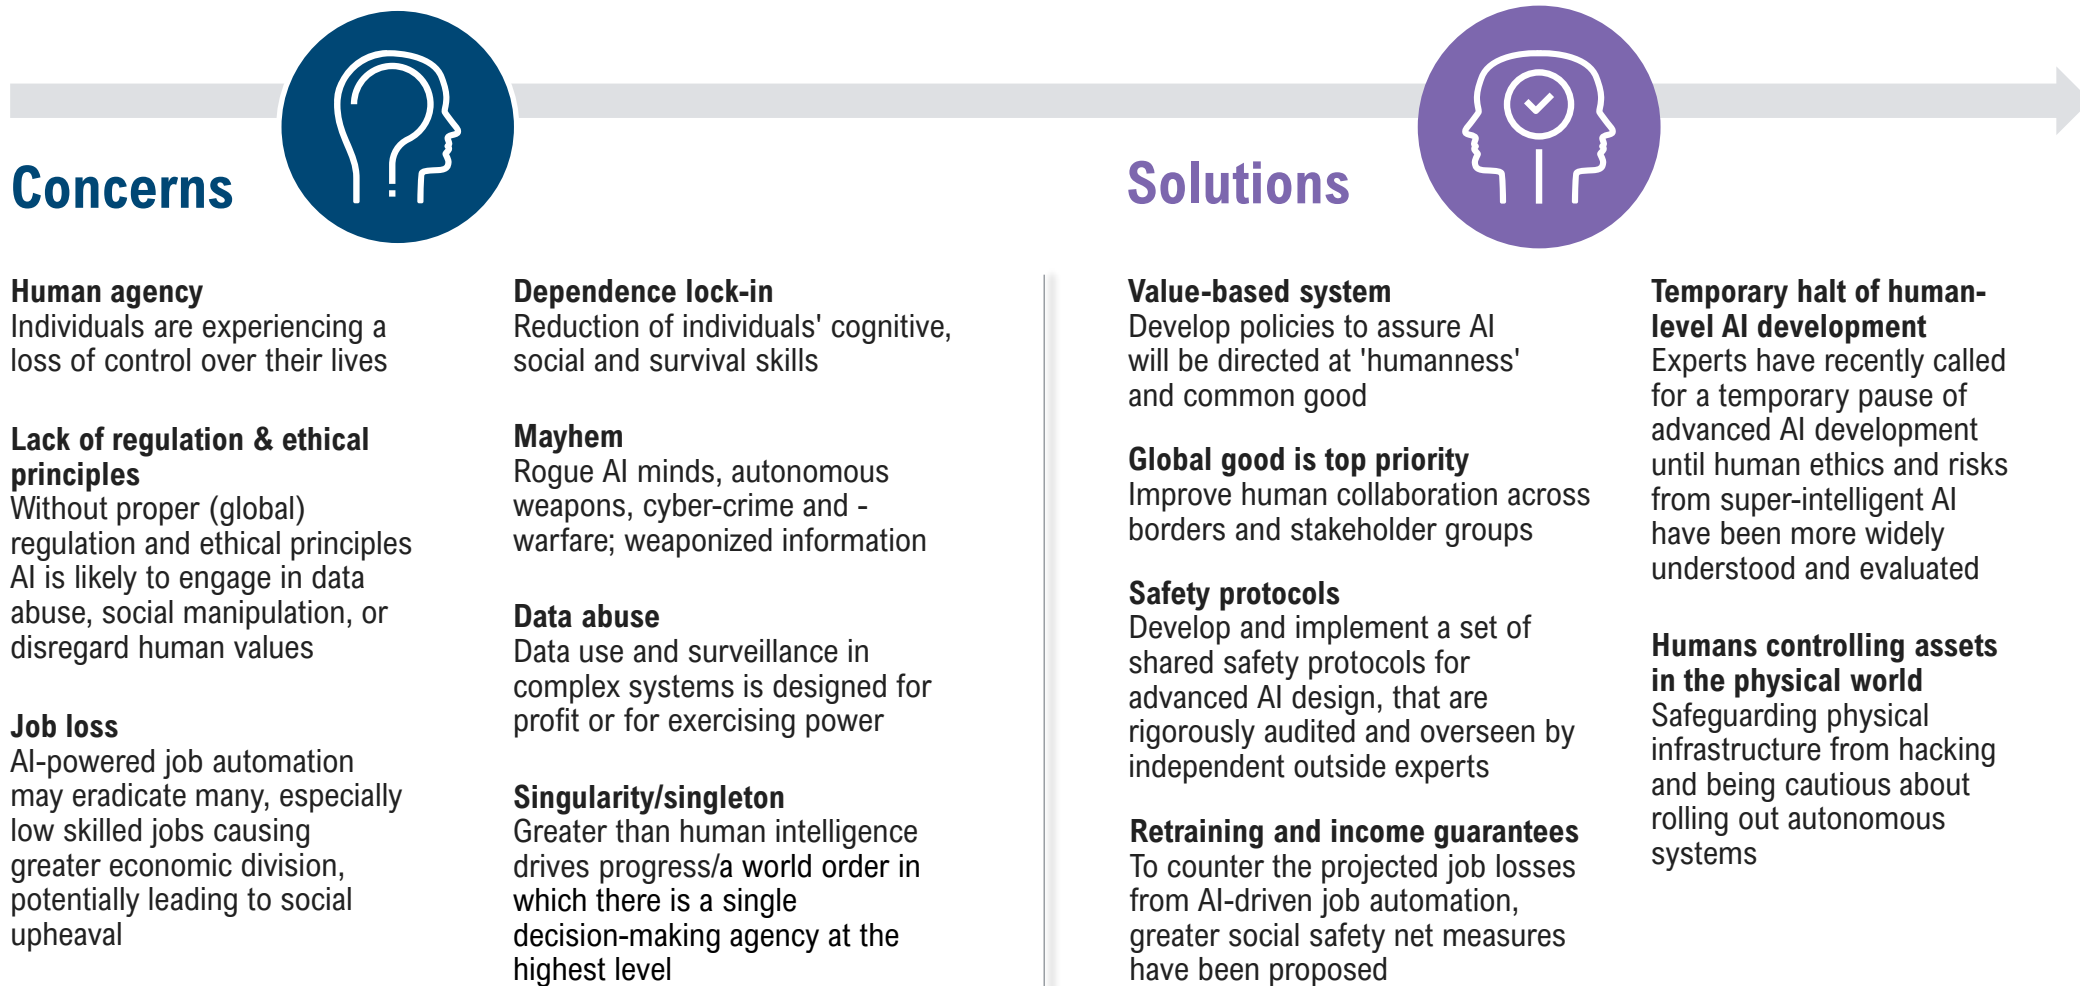 Concerns
Human agency
Individuals are experiencing a
loss of control over their lives
Lack of regulation & ethical
principles
Without proper (global)
regulation and ethical principles
AI is likely to engage in data
abuse, social manipulation, or
disregard human values
Job loss
AI-powered job automation
may eradicate many, especially
low skilled jobs causing
greater economic division,
potentially leading to social
upheaval
Dependence lock-in
Reduction of individuals' cognitive,
social and survival skills
Mayhem
Rogue AI minds, autonomous
weapons, cyber-crime and -
warfare; weaponized information
Data abuse
Data use and surveillance in
complex systems is designed for
profit or for exercising power
Singularity/singleton
Greater than human intelligence
drives progress/a world order in
which there is a single
decision-making agency at the
highest level
Solutions
Value-based system
Develop policies to assure AI
will be directed at 'humanness'
and common good
Global good is top priority
Improve human collaboration across
borders and stakeholder groups
Safety protocols
Develop and implement a set of
shared safety protocols for
advanced AI design, that are
rigorously audited and overseen by
independent outside experts
Retraining and income guarantees
To counter the projected job losses
from AI-driven job automation,
greater social safety net measures
have been proposed
Temporary halt of human-
level AI development
Experts have recently called
for a temporary pause of
advanced AI development
until human ethics and risks
from super-intelligent AI
have been more widely
understood and evaluated
Humans controlling assets
in the physical world
Safeguarding physical
infrastructure from hacking
and being cautious about
rolling out autonomous
systems